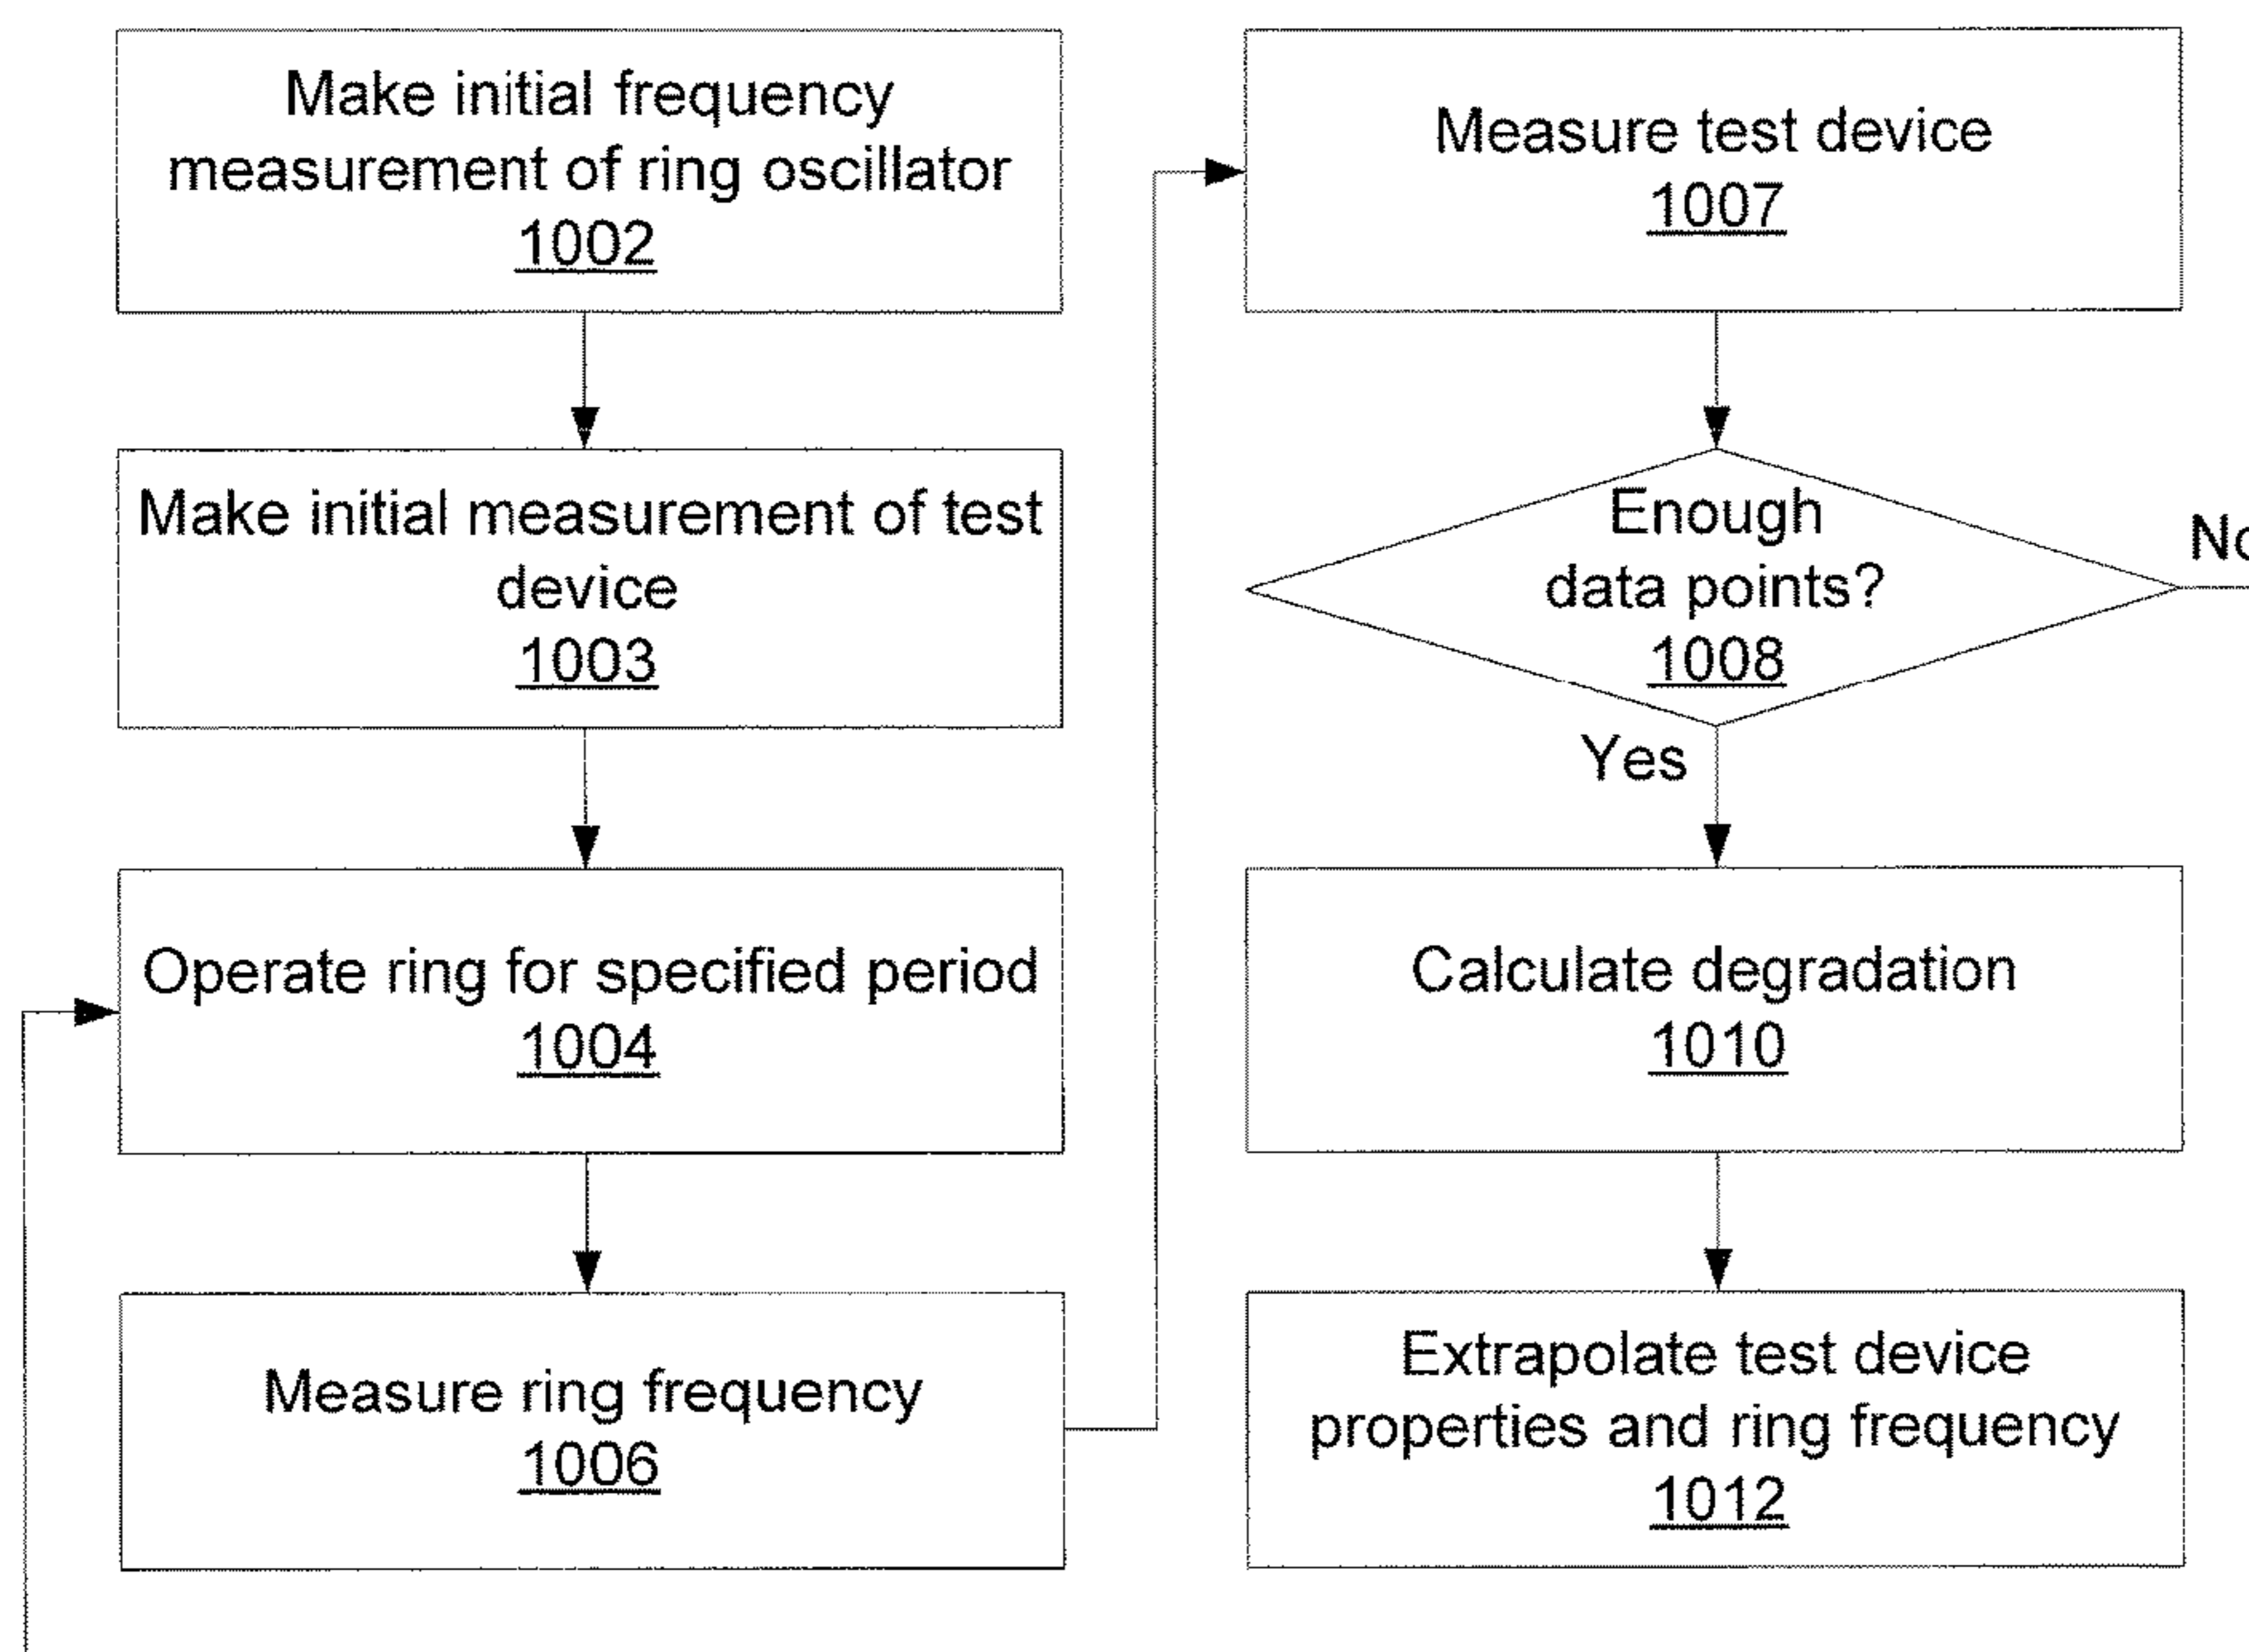 Make initial frequency
measurement of ring oscillator
1002
Make initial measurement of test
device
1003
Operate ring for specified period
1004
Measure ring frequency
1006
Measure test device
1007
Enough
data points?
1008
No
Yes
Calculate degradation
1010
Extrapolate test device
properties and ring frequency
1012